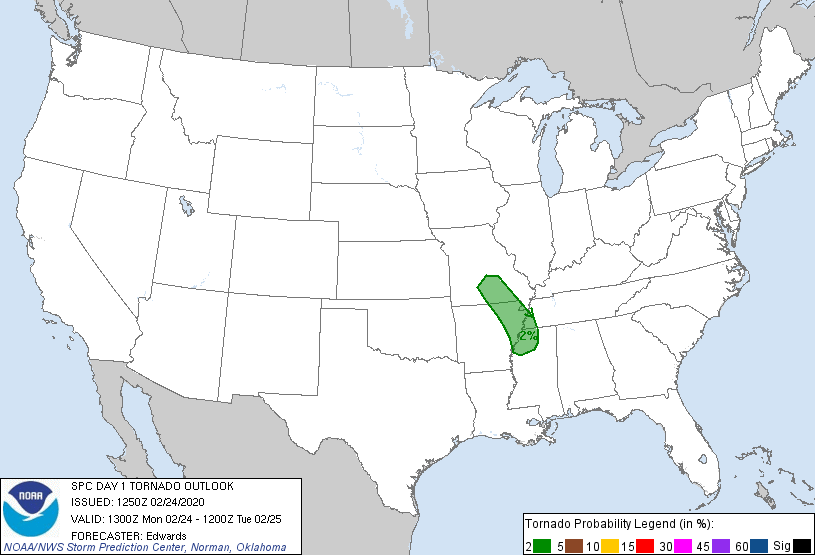 2%
NOAA
SPC DAY 1 TORNADO OUTLOOK
ISSUED: 1250Z 02/24/2020
VALID: 1300Z Mon 02/24 - 1200Z Tue 02/25
FORECASTER: Edwards
NOAA/NWS Storm Prediction Center, Norman, Oklahoma
Tornado Probability Legend (in %):
2 5 10 15 30 45 60 Sig